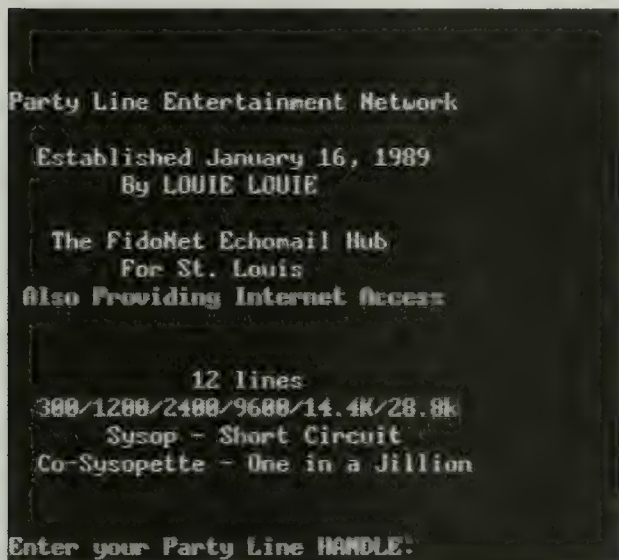 Party Line Entertainment Network
Established January 16, 1989
By LOUIE LOUIE
The FidoNet Echomail Hub
For St. Louis
Also Providing Internet Access
12 lines
300/1200/2400/9600/14.4K/28.8k
Sysop - Short Circuit
Co-Sysopette - One in a Jillion
Enter your Party Line HANDLE: